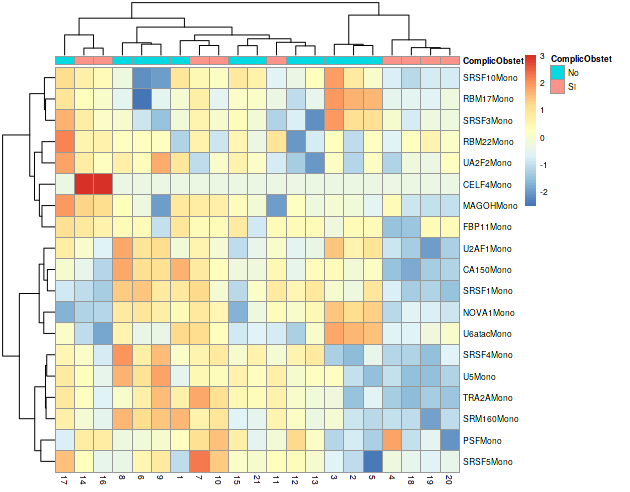 ComplicObstet
SRSF10Mono
RBM17Mono
SRSF3Mono
RBM22Mono
UA2F2Mono
CELF4Mono
MAGOHMono
FBP11Mono
U2AF1Mono
CA150Mono
SRSF1Mono
NOVA1Mono
U6atacMono
SRSF4Mono
U5Mono
TRA2AMono
SRM160Mono
PSFMono
SRSF5Mono
17 14 16 8 6 9 1 7 10 15 21 11 12 13 3 2 5 4 18 19 20
3
2
1
0
-1
-2
ComplicObstet
No
SI